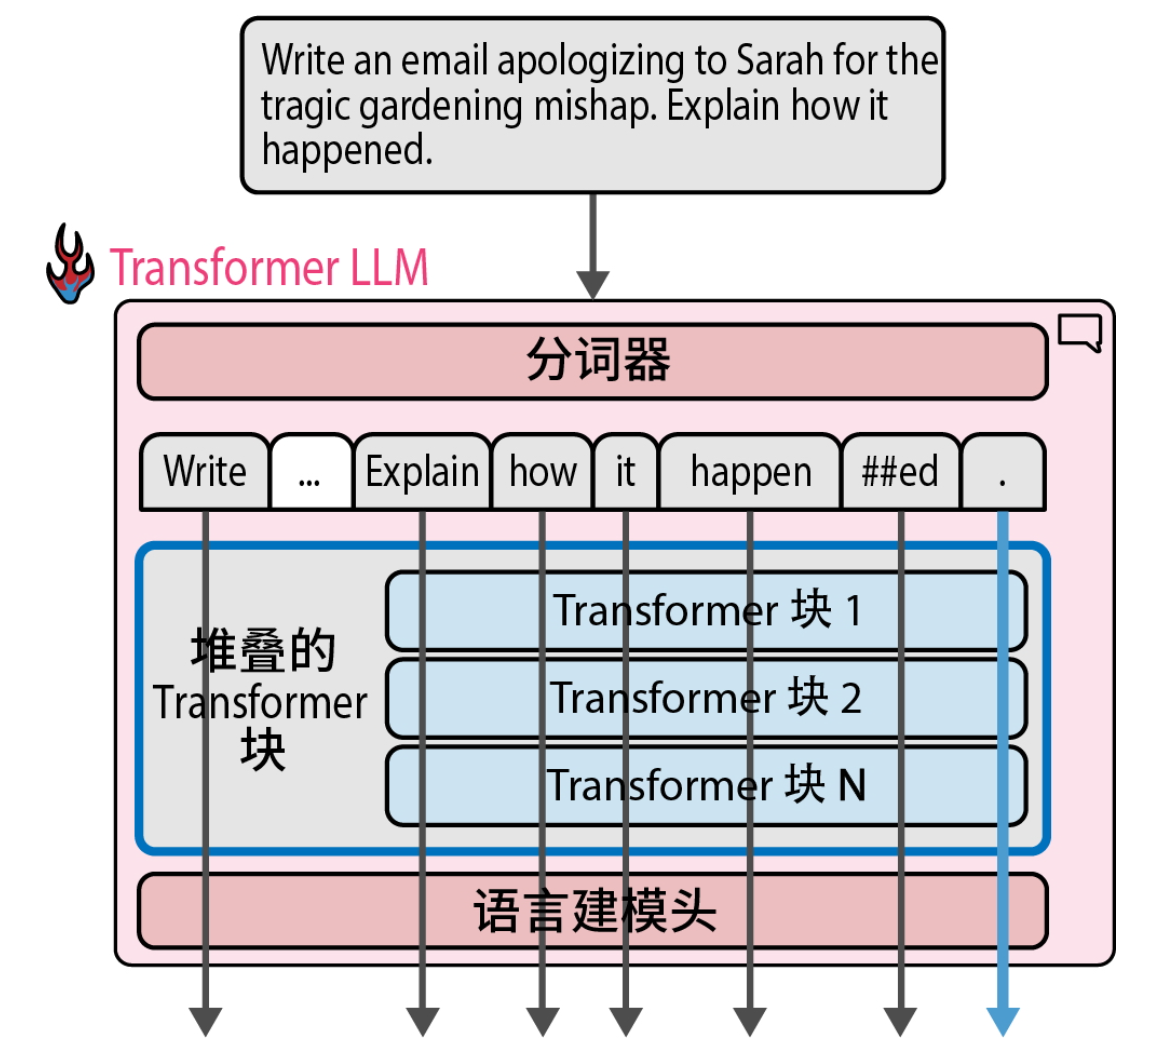 Write an email apologizing to Sarah for the
tragic gardening mishap. Explain how it
happened.
Transformer LLM
分词器
Write ... Explain how it happen ##ed .
堆叠的
Transformer
块
Transformer 块 1
Transformer 块 2
Transformer 块 N
语言建模头